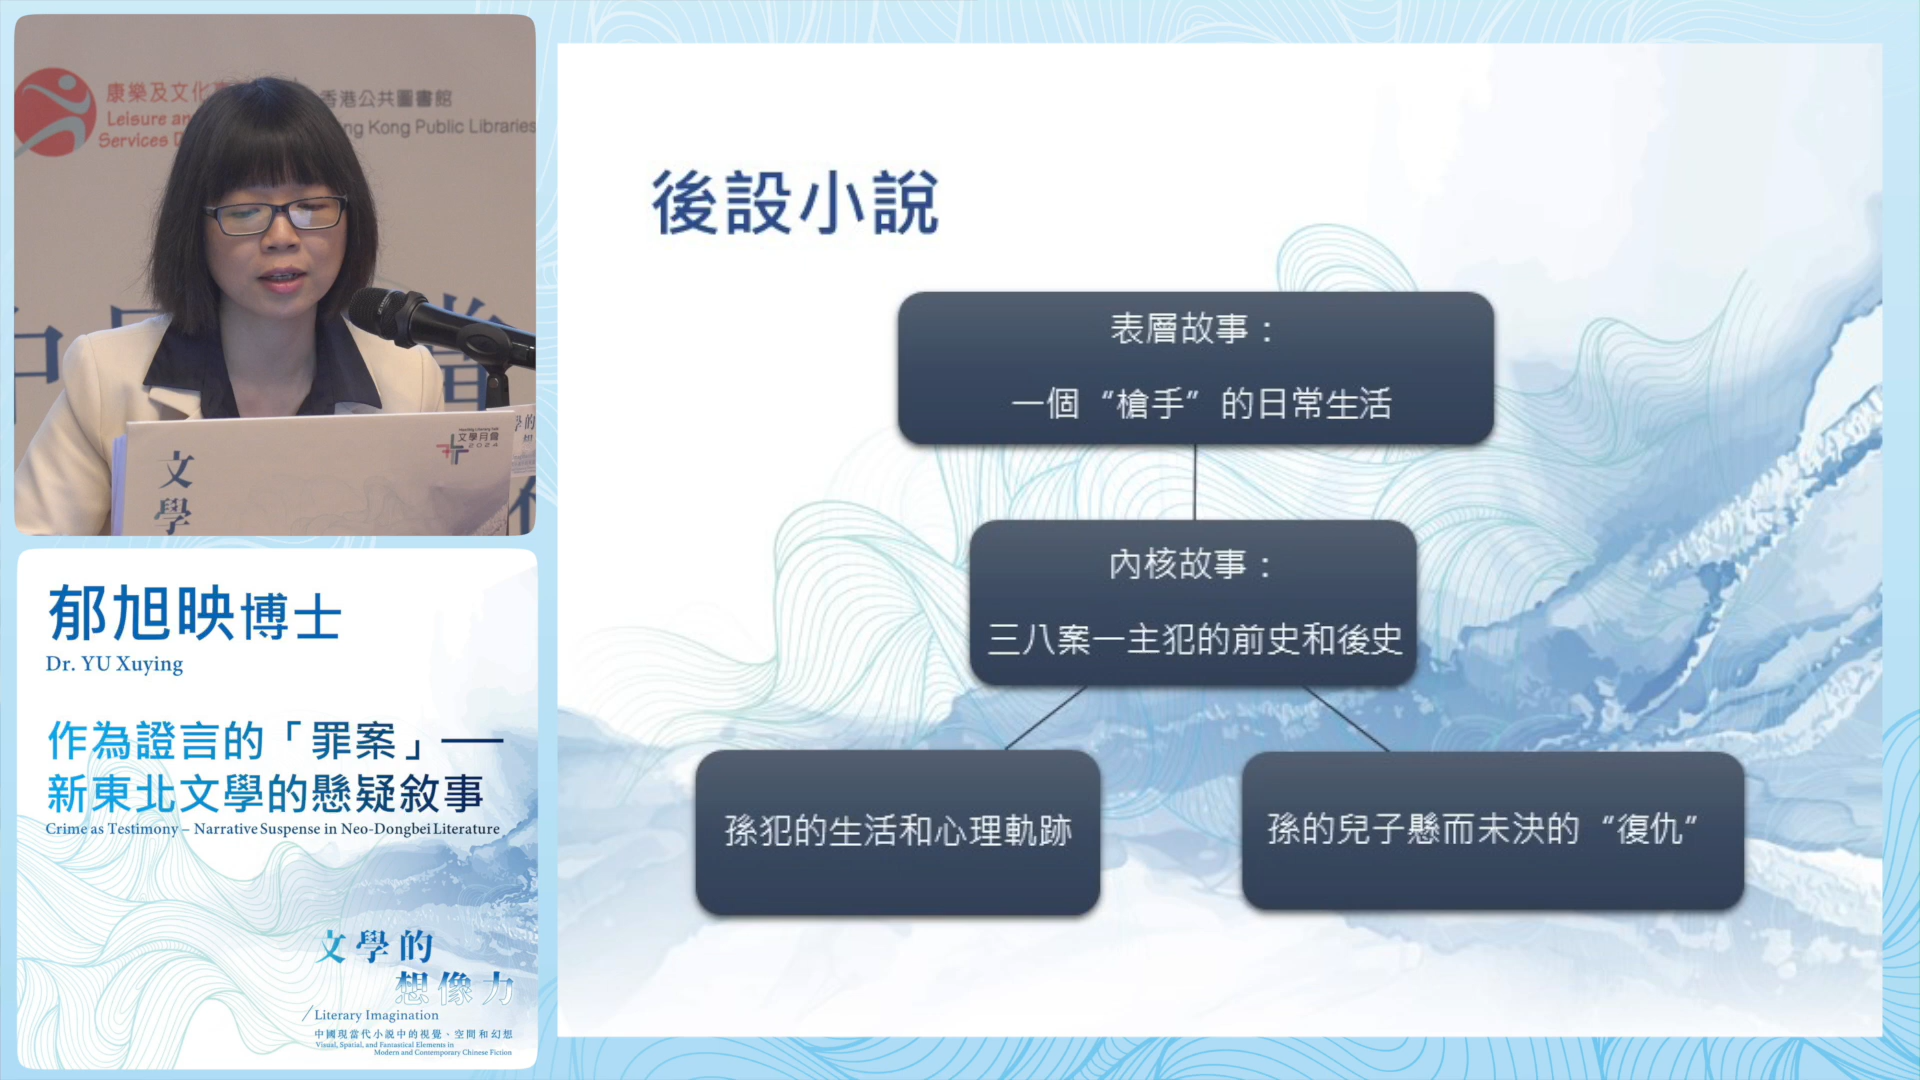 康樂及文化
香港公共圖書館
Leisure an
ng Kong Public Libraries
Services D
文學月會
2024
文
學
郁旭映博士
Dr. YU Xuying
作為證言的「罪案」——
新東北文學的懸疑敘事
Crime as Testimony – Narrative Suspense in Neo-Dongbei Literature
文學的
想像力
/Literary Imagination
中國現當代小說中的視覺、空間和幻想
Visual, Spatial, and Fantastical Elements in
Modern and Contemporary Chinese Fiction
後設小說
表層故事：
一個“槍手”的日常生活
內核故事：
三八案一主犯的前史和後史
孫犯的生活和心理軌跡
孫的兒子懸而未決的“復仇”